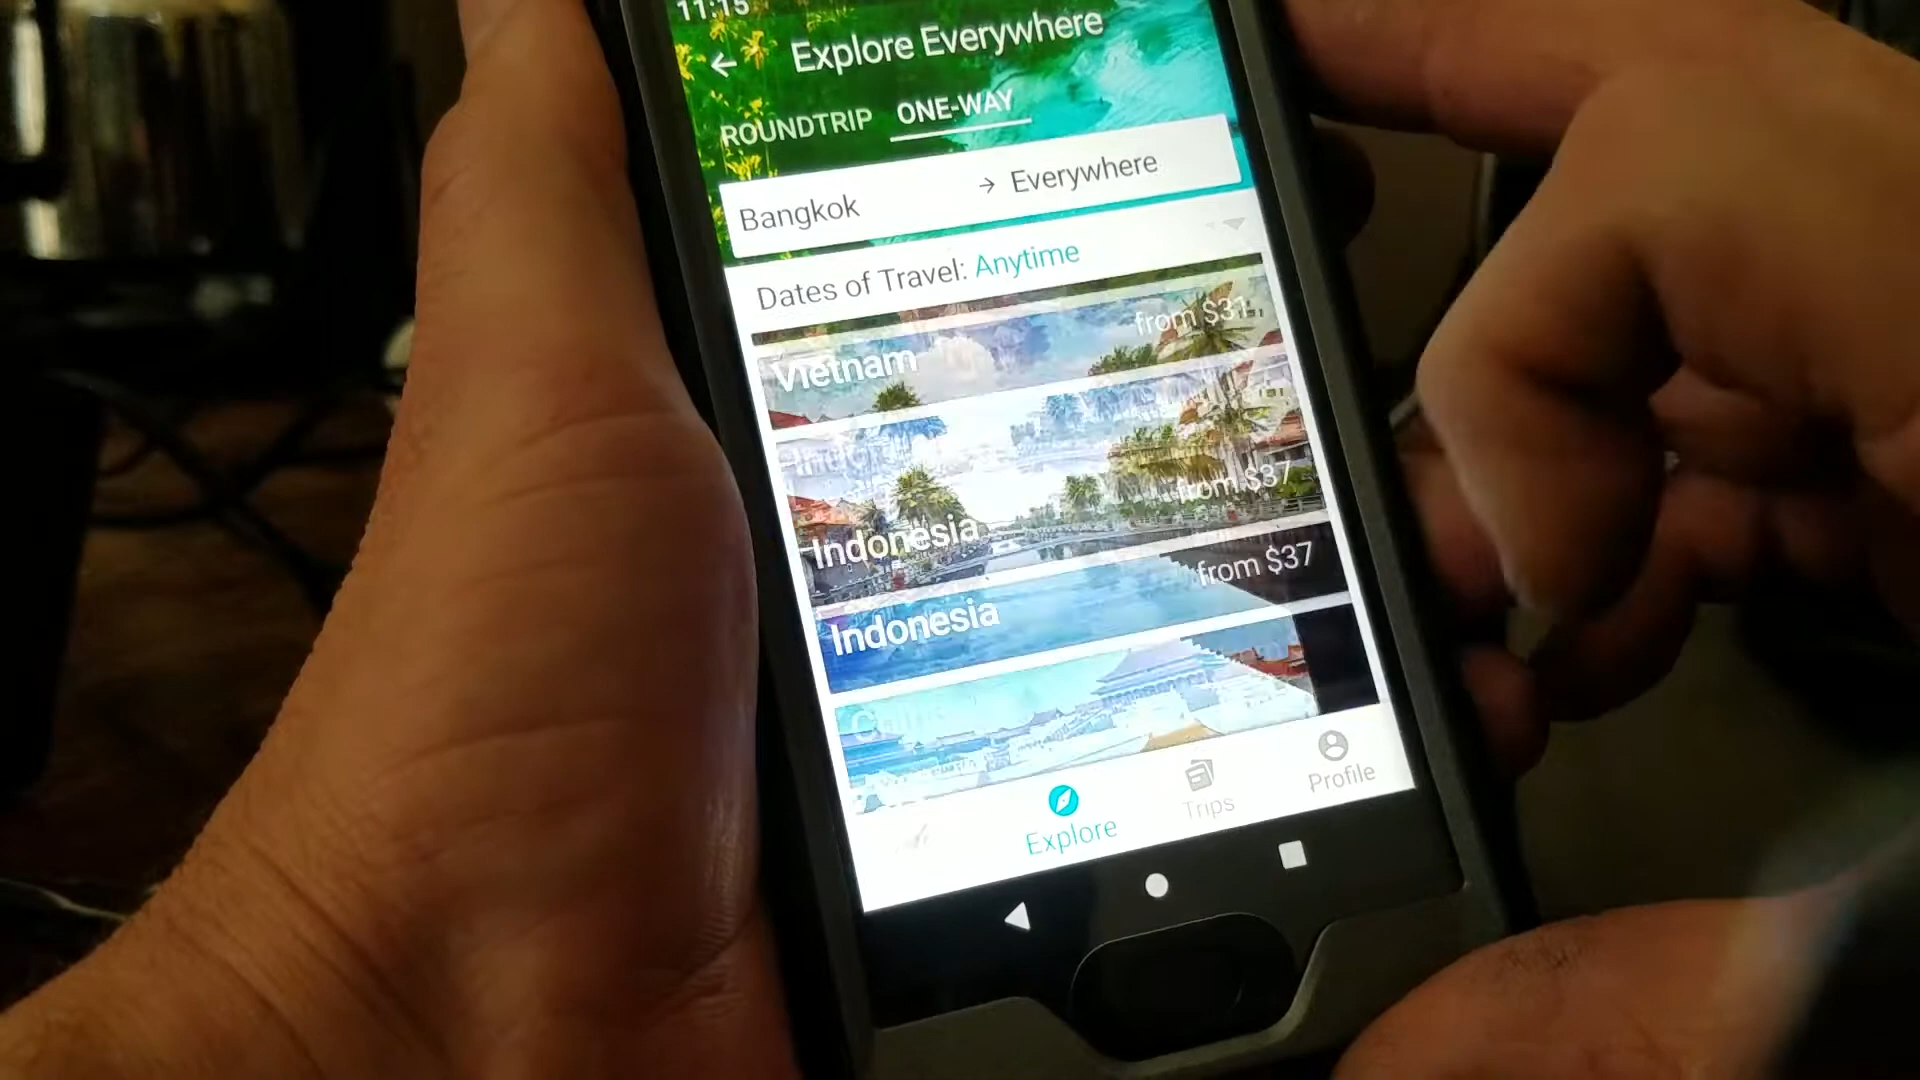 11:15
Explore Everywhere
ROUNDTRIP ONE-WAY
Bangkok → Everywhere
Dates of Travel: Anytime
from $31
Vietnam
from $37
Indonesia
from $37
Indonesia
Explore
Trips
Profile